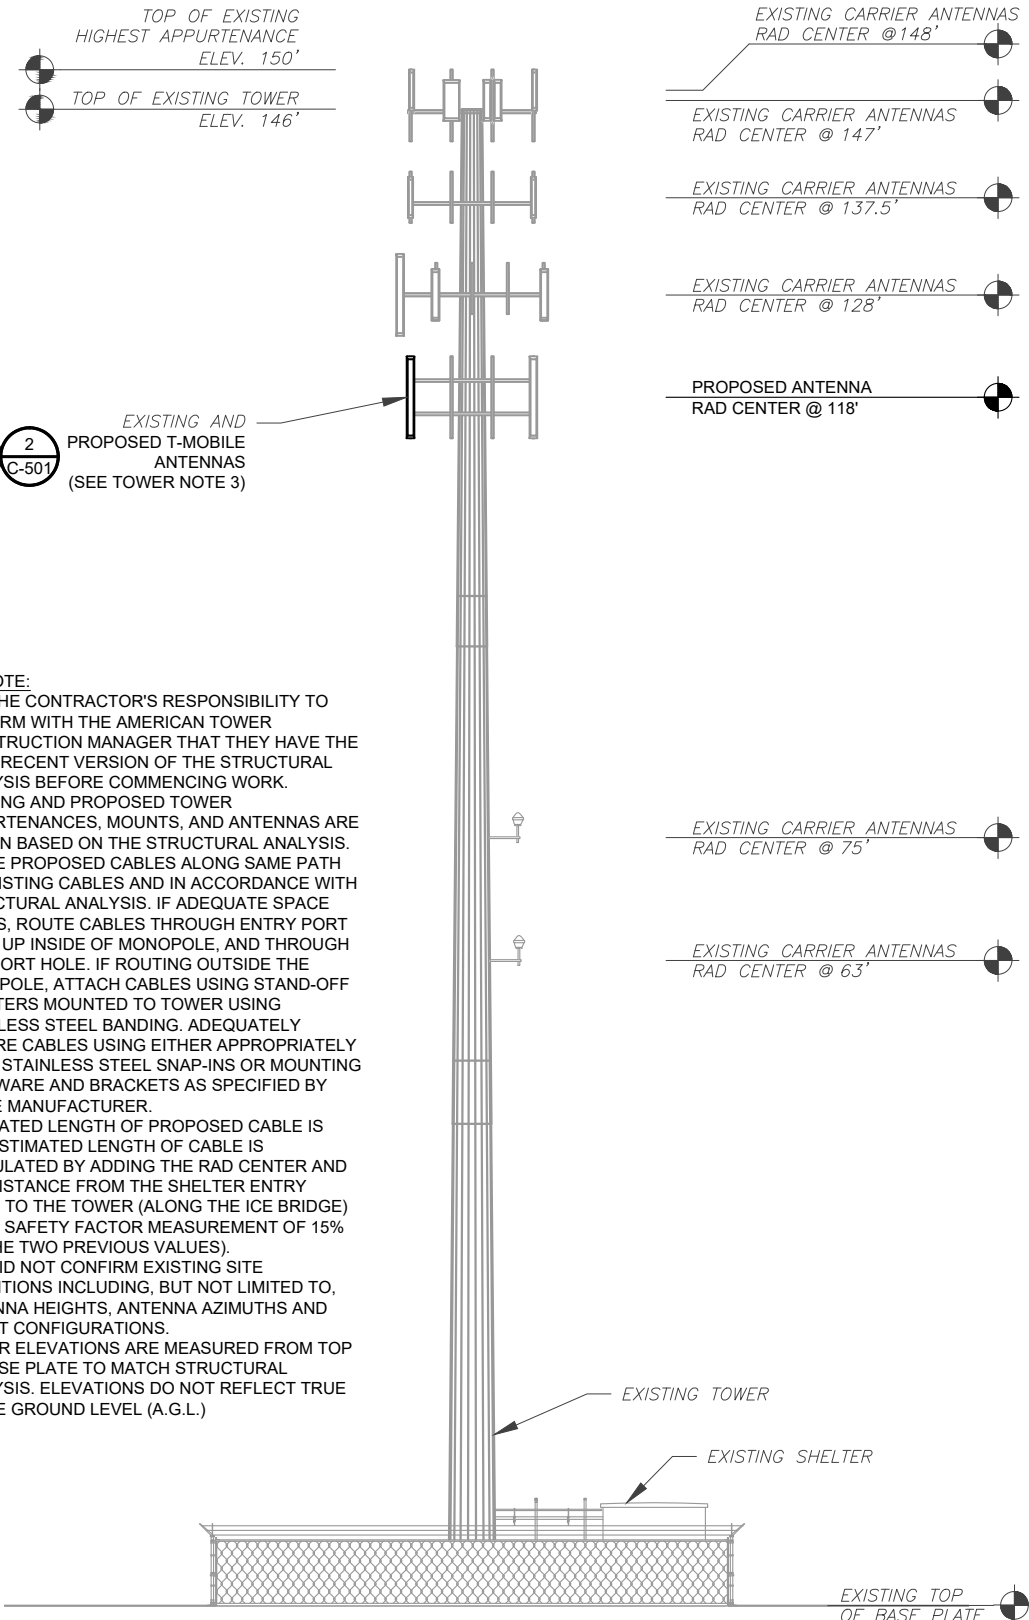 TOP OF EXISTING
HIGHEST APPURTENANCE
ELEV. 150'
TOP OF EXISTING TOWER
ELEV. 146'
EXISTING CARRIER ANTENNAS
RAD CENTER @148'
EXISTING CARRIER ANTENNAS
RAD CENTER @ 147'
EXISTING CARRIER ANTENNAS
RAD CENTER @ 137.5'
EXISTING CARRIER ANTENNAS
RAD CENTER @ 128'
PROPOSED ANTENNA
RAD CENTER @ 118'
EXISTING AND
PROPOSED T-MOBILE
ANTENNAS
(SEE TOWER NOTE 3)
2
C-501
OTE:
HE CONTRACTOR'S RESPONSIBILITY TO
RM WITH THE AMERICAN TOWER
TRUCTION MANAGER THAT THEY HAVE THE
RECENT VERSION OF THE STRUCTURAL
YSIS BEFORE COMMENCING WORK.
ING AND PROPOSED TOWER
RTENANCES, MOUNTS, AND ANTENNAS ARE
N BASED ON THE STRUCTURAL ANALYSIS.
E PROPOSED CABLES ALONG SAME PATH
ISTING CABLES AND IN ACCORDANCE WITH
CTURAL ANALYSIS. IF ADEQUATE SPACE
S, ROUTE CABLES THROUGH ENTRY PORT
UP INSIDE OF MONOPOLE, AND THROUGH
ORT HOLE. IF ROUTING OUTSIDE THE
POLE, ATTACH CABLES USING STAND-OFF
TERS MOUNTED TO TOWER USING
LESS STEEL BANDING. ADEQUATELY
RE CABLES USING EITHER APPROPRIATELY
STAINLESS STEEL SNAP-INS OR MOUNTING
WARE AND BRACKETS AS SPECIFIED BY
E MANUFACTURER.
ATED LENGTH OF PROPOSED CABLE IS
ESTIMATED LENGTH OF CABLE IS
ULATED BY ADDING THE RAD CENTER AND
ISTANCE FROM THE SHELTER ENTRY
TO THE TOWER (ALONG THE ICE BRIDGE)
SAFETY FACTOR MEASUREMENT OF 15%
HE TWO PREVIOUS VALUES).
ID NOT CONFIRM EXISTING SITE
ITIONS INCLUDING, BUT NOT LIMITED TO,
NNA HEIGHTS, ANTENNA AZIMUTHS AND
T CONFIGURATIONS.
R ELEVATIONS ARE MEASURED FROM TOP
SE PLATE TO MATCH STRUCTURAL
YSIS. ELEVATIONS DO NOT REFLECT TRUE
E GROUND LEVEL (A.G.L.)
EXISTING CARRIER ANTENNAS
RAD CENTER @ 75'
EXISTING CARRIER ANTENNAS
RAD CENTER @ 63'
EXISTING TOWER
EXISTING SHELTER
EXISTING TOP
OF BASE PLATE